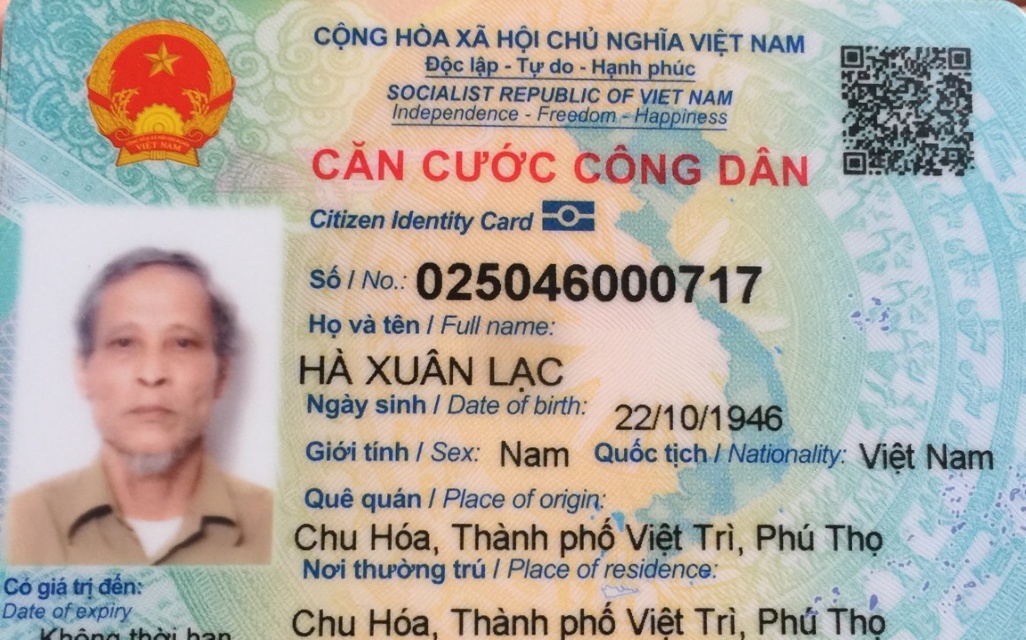 CỘNG HÒA XÃ HỘI CHỦ NGHĨA VIỆT NAM
Độc lập - Tự do - Hạnh phúc
SOCIALIST REPUBLIC OF VIET NAM
Independence - Freedom - Happiness
VIỆT NAM
CĂN CƯỚC CÔNG DÂN
Citizen Identity Card
Số / No.: 025046000717
Họ và tên / Full name:
HÀ XUÂN LẠC
Ngày sinh / Date of birth: 22/10/1946
Giới tính / Sex: Nam Quốc tịch / Nationality: Việt Nam
Quê quán / Place of origin:
Chu Hóa, Thành phố Việt Trì, Phú Thọ
Nơi thường trú / Place of residence:
Chu Hóa, Thành phố Việt Trì, Phú Thọ
Có giá trị đến:
Date of expiry
Không thời hạn